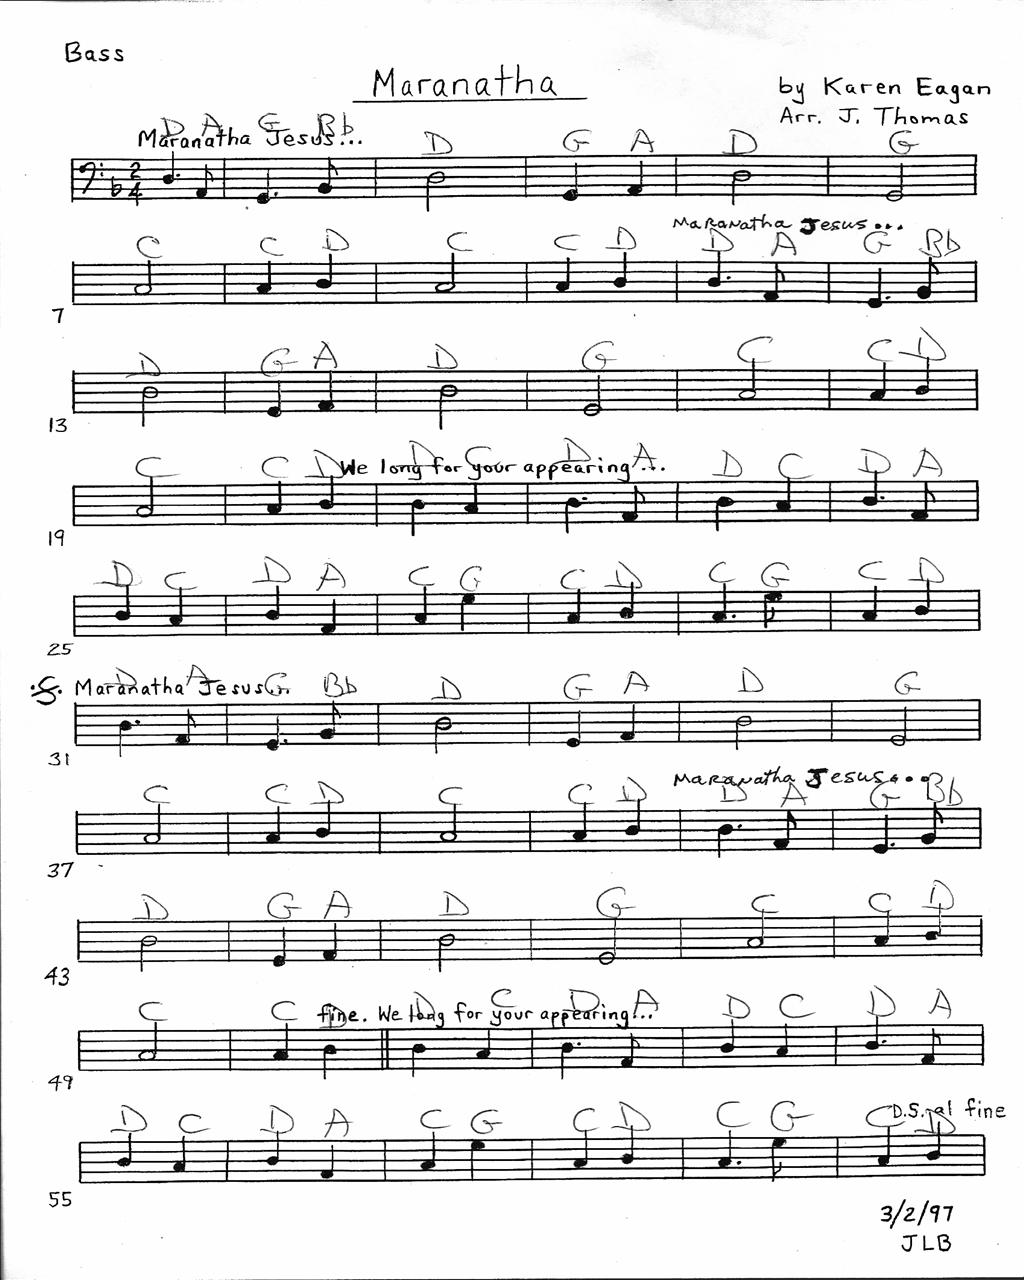 Bass
Maranatha
by Karen Eagan
Arr. J. Thomas
D A G Bb
Maranatha Jesus...
D G A D G
2
4
Maranatha Jesus...
C C D C C D D A G Bb
7
D G A D G C C D
13
C C D D C D A D C D A
We long for your appearing...
19
D C D A C G C D C G C D
25
Maranatha Jesus...
D A G Bb D G A D G
31
Maranatha Jesus...
C C D C C D D A G Bb
37
D G A D G C C D
43
C C D D C D A D C D A
fine. We long for your appearing...
49
D.S. al fine
D C D A C G C D C G C D
55
3/2/97
JLB